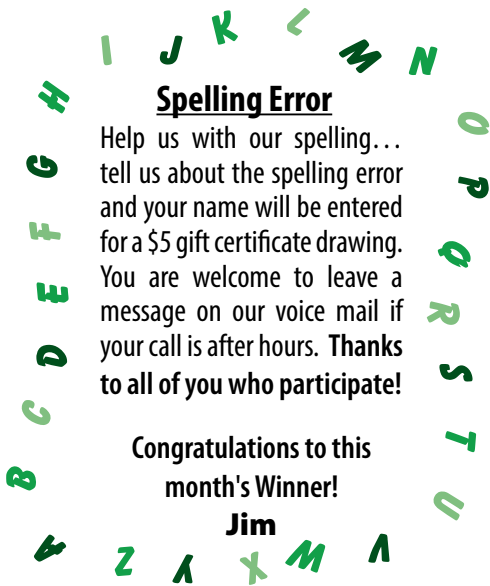 A B C D E F G H I J K L M N O P Q R S T U V W X Y Z
Spelling Error
Help us with our spelling...
tell us about the spelling error
and your name will be entered
for a $5 gift certificate drawing.
You are welcome to leave a
message on our voice mail if
your call is after hours. Thanks
to all of you who participate!
Congratulations to this
month's Winner!
Jim